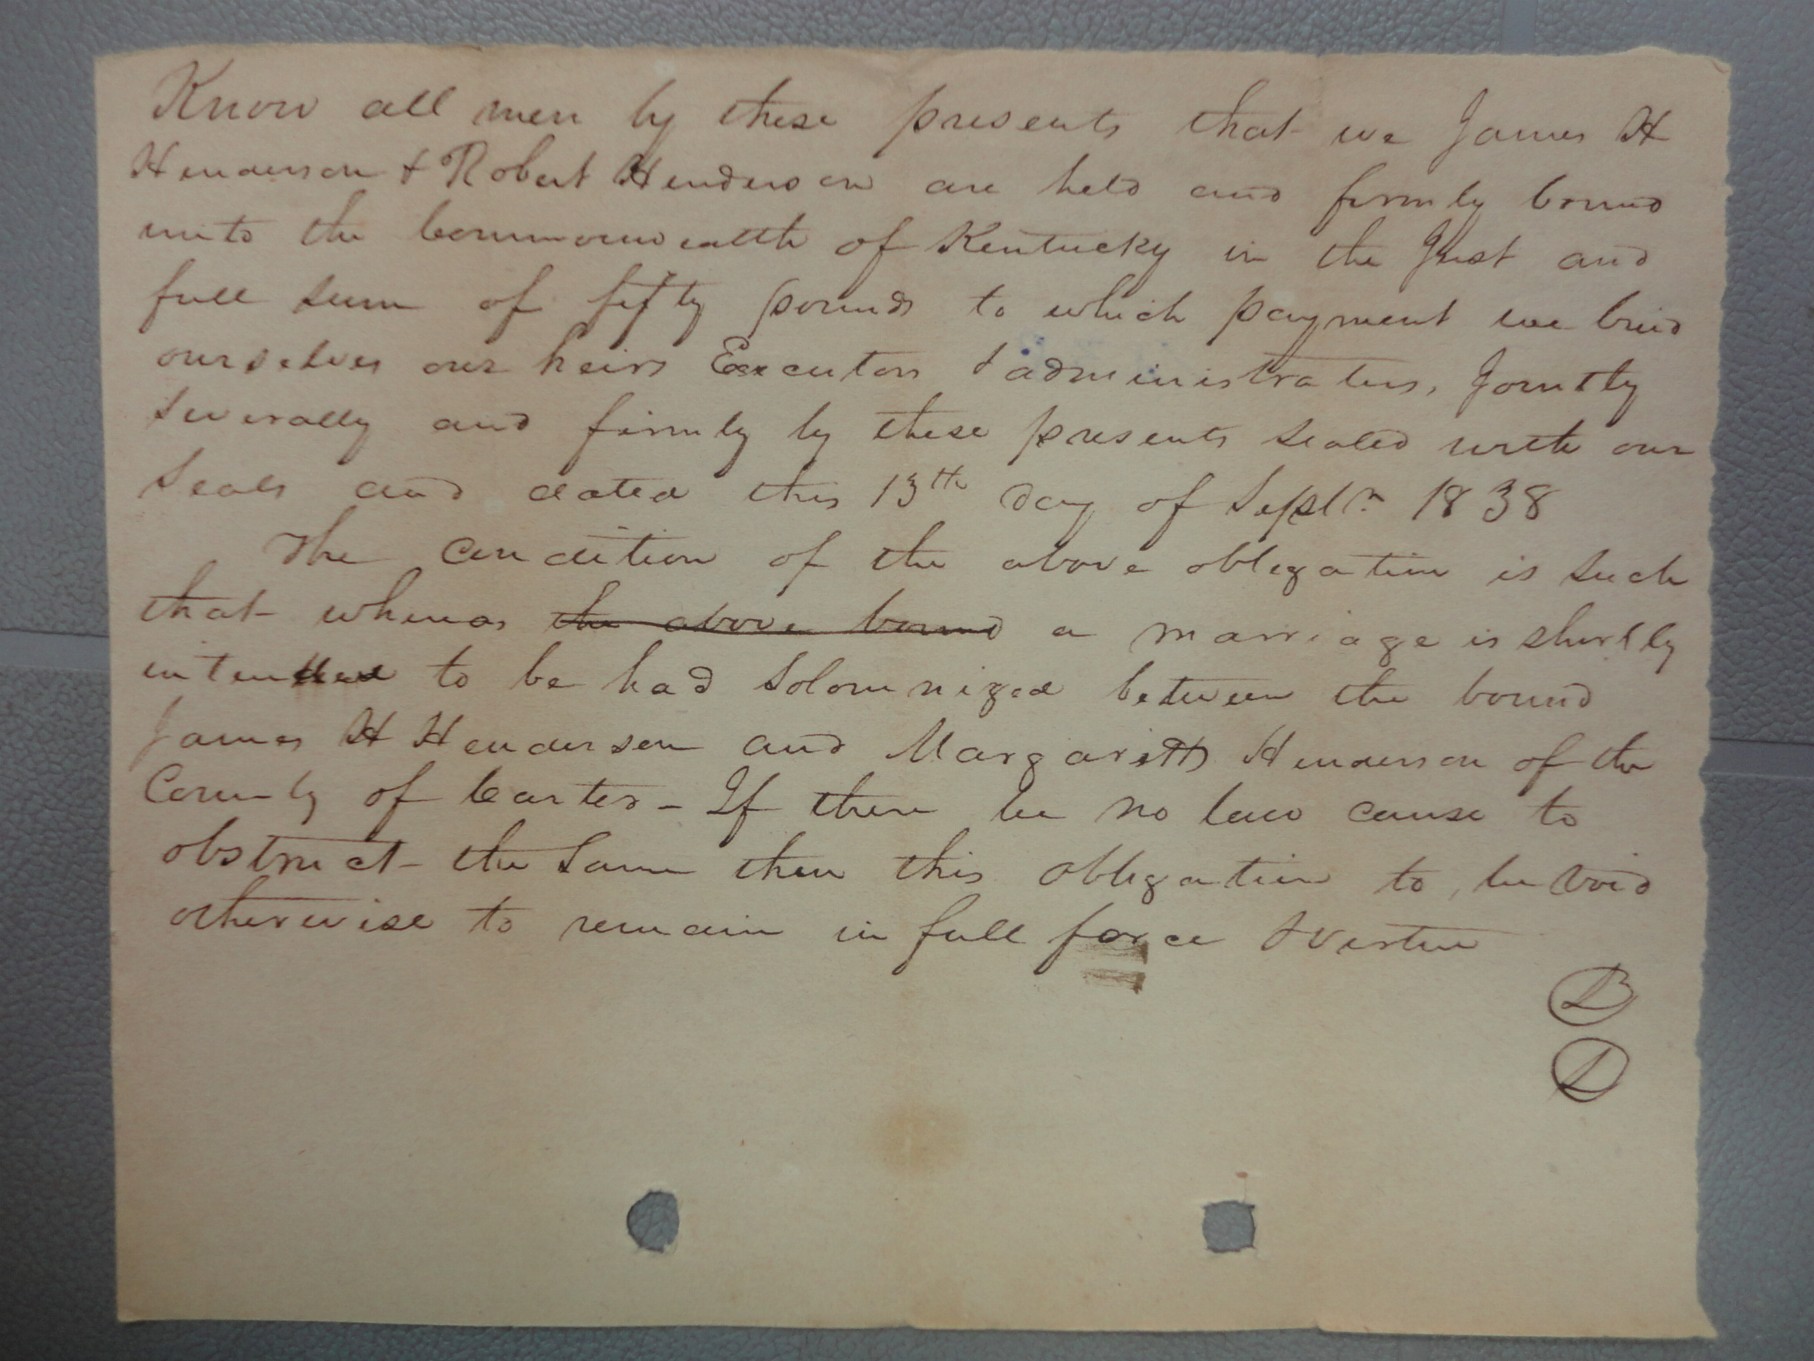 Know all men by these presents that we James H
Henderson & Robert Henderson are held and firmly bound
unto the Commonwealth of Kentucky in the Just and
full sum of fifty pounds to which payment we bind
ourselves our heirs Executors & administrators, Jointly
severally and firmly by these presents sealed with our
seals and dated this 13th day of Septr 1838
The condition of the above obligation is such
that whereas the above bound a marriage is shortly
intended to be had solomnized between the bound
James H Henderson and Margarett Henderson of the
County of Carter - If there be no law cause to
obstruct the same then this obligation to be void
otherwise to remain in full force & virtue